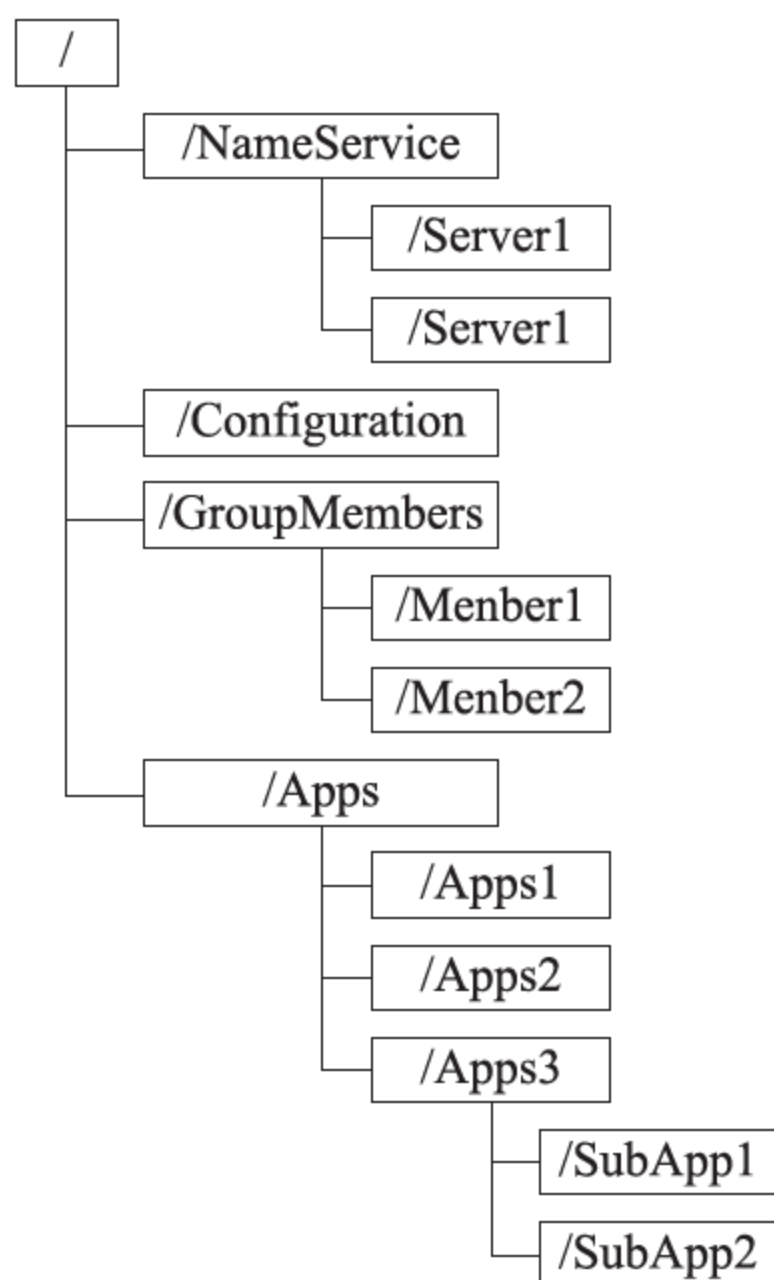 /
/NameService
/Server1
/Server1
/Configuration
/GroupMembers
/Menber1
/Menber2
/Apps
/Apps1
/Apps2
/Apps3
/SubApp1
/SubApp2